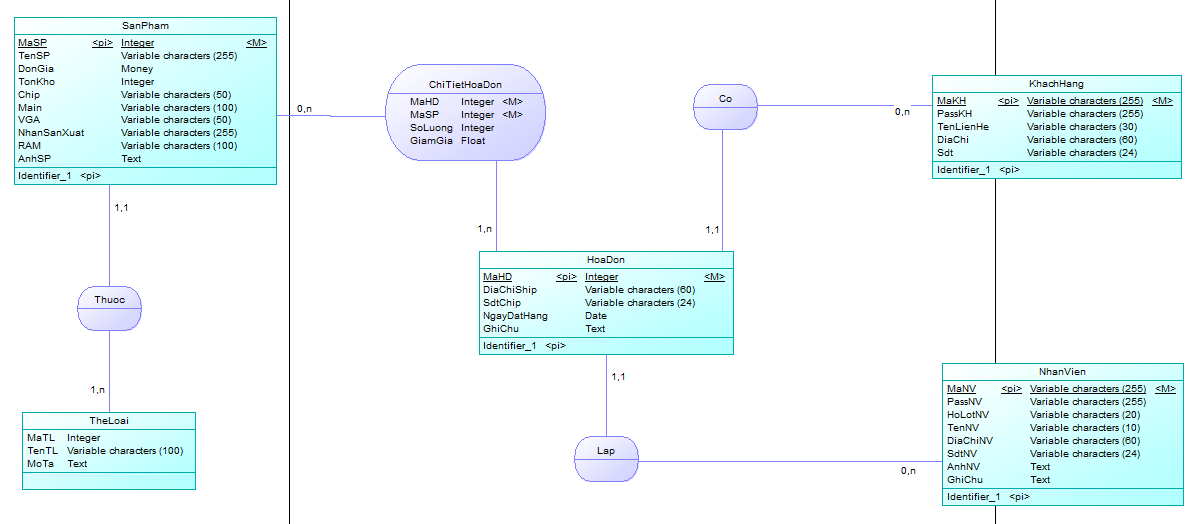 SanPham
MaSP <pi> Integer <M>
TenSP Variable characters (255)
DonGia Money
TonKho Integer
Chip Variable characters (50)
Main Variable characters (100)
VGA Variable characters (50)
NhanSanXuat Variable characters (255)
RAM Variable characters (100)
AnhSP Text
Identifier_1 <pi>
0,n
ChiTietHoaDon
MaHD Integer <M>
MaSP Integer <M>
SoLuong Integer
GiamGia Float
Co
0,n
KhachHang
MaKH <pi> Variable characters (255) <M>
PassKH Variable characters (255)
TenLienHe Variable characters (30)
DiaChi Variable characters (60)
Sdt Variable characters (24)
Identifier_1 <pi>
1,1
1,n
1,1
HoaDon
MaHD <pi> Integer <M>
DiaChiShip Variable characters (60)
SdtChip Variable characters (24)
NgayDatHang Date
GhiChu Text
Identifier_1 <pi>
Thuoc
1,n
1,1
TheLoai
MaTL Integer
TenTL Variable characters (100)
MoTa Text
Lap
0,n
NhanVien
MaNV <pi> Variable characters (255) <M>
PassNV Variable characters (255)
HoLotNV Variable characters (20)
TenNV Variable characters (10)
DiaChiNV Variable characters (60)
SdtNV Variable characters (24)
AnhNV Text
GhiChu Text
Identifier_1 <pi>